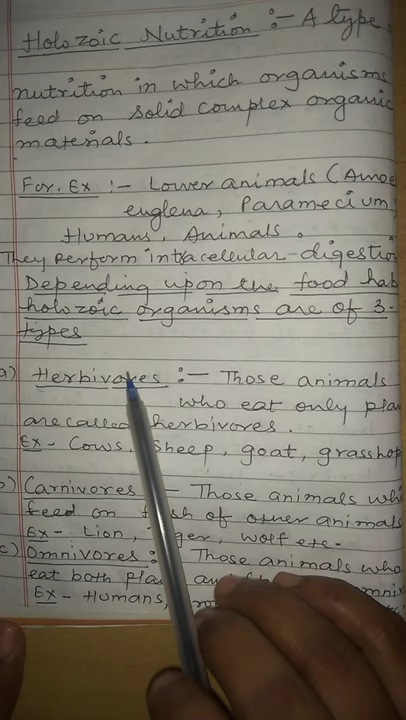 Holozoic Nutrition :- A type
nutrition in which organisms
feed on solid complex organic
materials.
For. Ex :- Lower animals (Amoe
euglena, Paramecium,
Humans, Animals.
They perform intracellular-digestio
Depending upon the food hab
holozoic organisms are of 3-
types
a) Herbivores :- Those animals
who eat only pla
are called herbivores.
Ex - Cows, Sheep, goat, grasshop
b) Carnivores - Those animals wh
feed on of other animals
Ex - Lion, wolf etc-
c) Omnivores : Those animals who
eat both pla an
Ex - Humans,